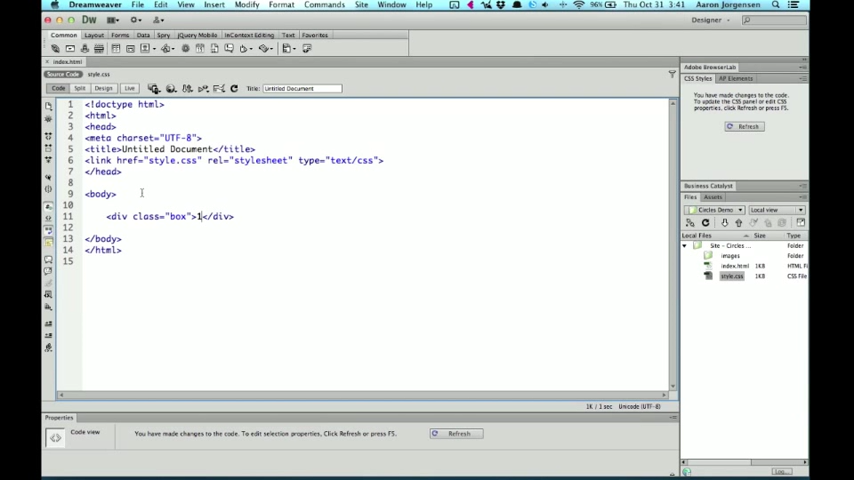 Dreamweaver File Edit View Insert Modify Format Commands Site Window Help 96% Thu Oct 31 3:41 Aaron Jorgensen
Dw Designer
Common Layout Forms Data Spry jQuery Mobile InContext Editing Text Favorites
index.html
Source Code style.css
Code Split Design Live Title: Untitled Document
1 <!doctype html>
2 <html>
3 <head>
4 <meta charset="UTF-8">
5 <title>Untitled Document</title>
6 <link href="style.css" rel="stylesheet" type="text/css">
7 </head>
8
9 <body>
10
11 <div class="box">1</div>
12
13 </body>
14 </html>
15
1K / 1 sec Unicode (UTF-8)
Properties
Code view
You have made changes to the code. To edit selection properties, Click Refresh or press F5.
Refresh
Adobe BrowserLab
CSS Styles AP Elements
You have made changes to the code.
To update the CSS panel or edit
CSS properties, click Refresh or
press F5.
Refresh
Business Catalyst
Files Assets
Circles Demo Local view
Local Files Size Type
Site - Circles Folder
images Folder
index.html 1KB HTML F
style.css 1KB CSS File
Log...